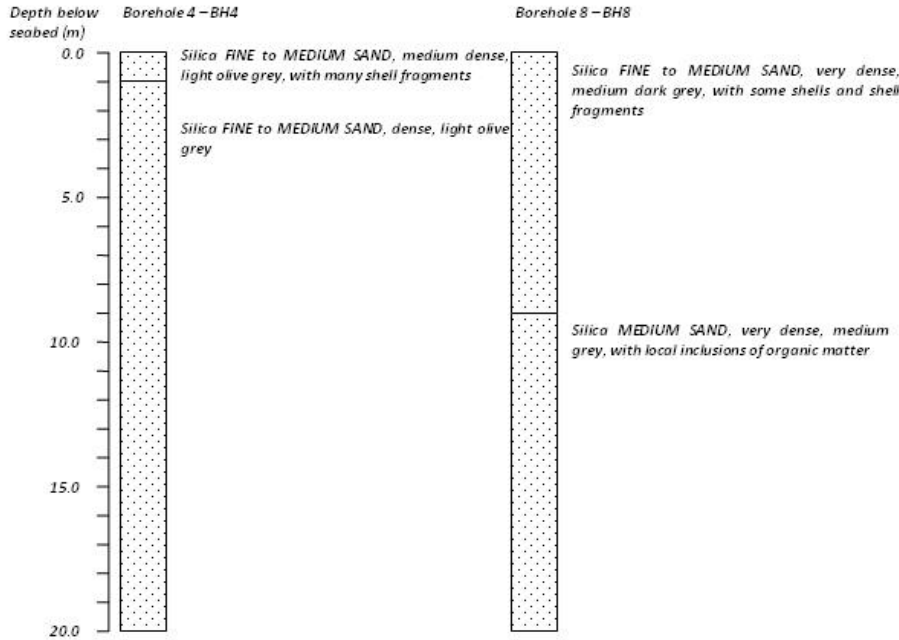 Depth below
seabed (m)
Borehole 4 – BH4
Borehole 8 – BH8
0.0
5.0
10.0
15.0
20.0
Silica FINE to MEDIUM SAND, medium dense,
light olive grey, with many shell fragments
Silica FINE to MEDIUM SAND, dense, light olive
grey
Silica FINE to MEDIUM SAND, very dense,
medium dark grey, with some shells and shell
fragments
Silica MEDIUM SAND, very dense, medium
grey, with local inclusions of organic matter